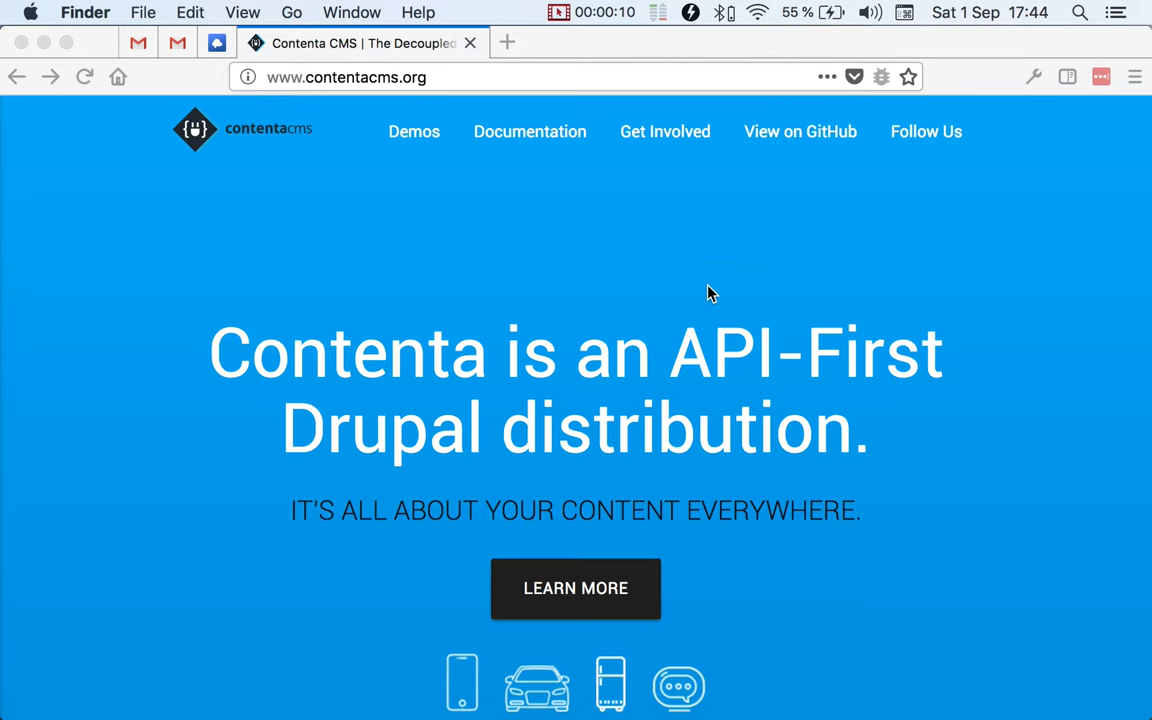 Finder File Edit View Go Window Help 00:00:10 55 % Sat 1 Sep 17:44
Contenta CMS | The Decoupled
www.contentacms.org
contentacms Demos Documentation Get Involved View on GitHub Follow Us
Contenta is an API-First
Drupal distribution.
IT'S ALL ABOUT YOUR CONTENT EVERYWHERE.
LEARN MORE